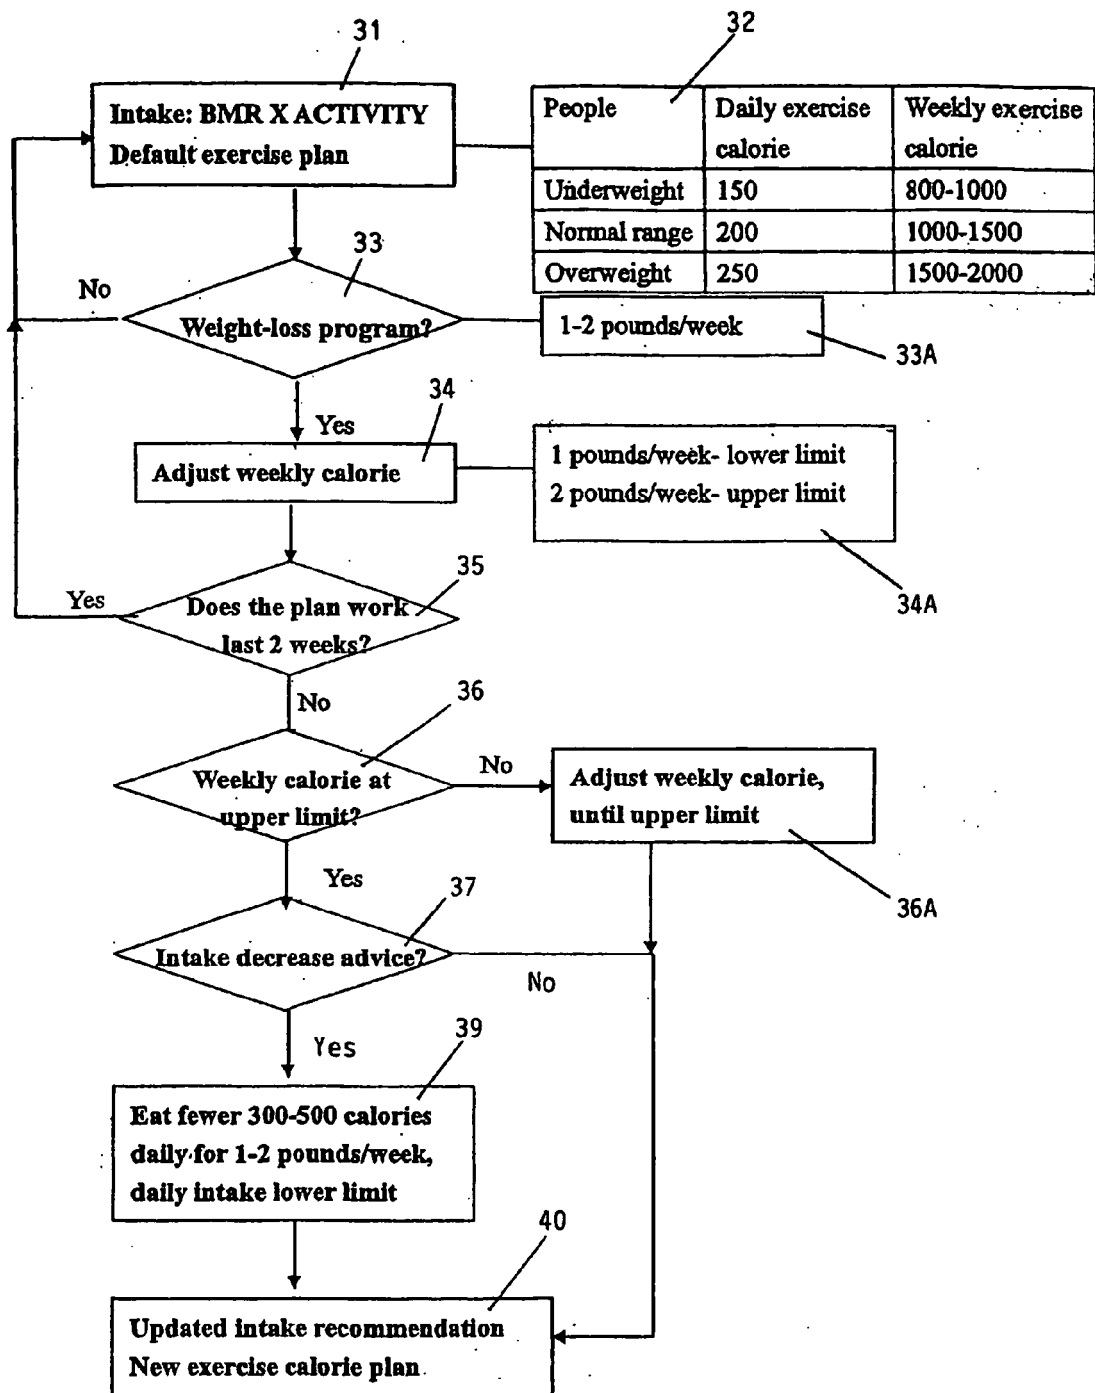 31
32
Intake: BMR X ACTIVITY
Default exercise plan
People Daily exercise calorie Weekly exercise calorie
Underweight 150 800-1000
Normal range 200 1000-1500
Overweight 250 1500-2000
33
No
Weight-loss program?
1-2 pounds/week
33A
34
Yes
Adjust weekly calorie
1 pounds/week- lower limit
2 pounds/week- upper limit
34A
35
Yes
Does the plan work
last 2 weeks?
No
36
Weekly calorie at
upper limit?
No
Adjust weekly calorie,
until upper limit
36A
Yes
37
Intake decrease advice?
No
Yes
39
Eat fewer 300-500 calories
daily for 1-2 pounds/week,
daily intake lower limit
40
Updated intake recommendation
New exercise calorie plan